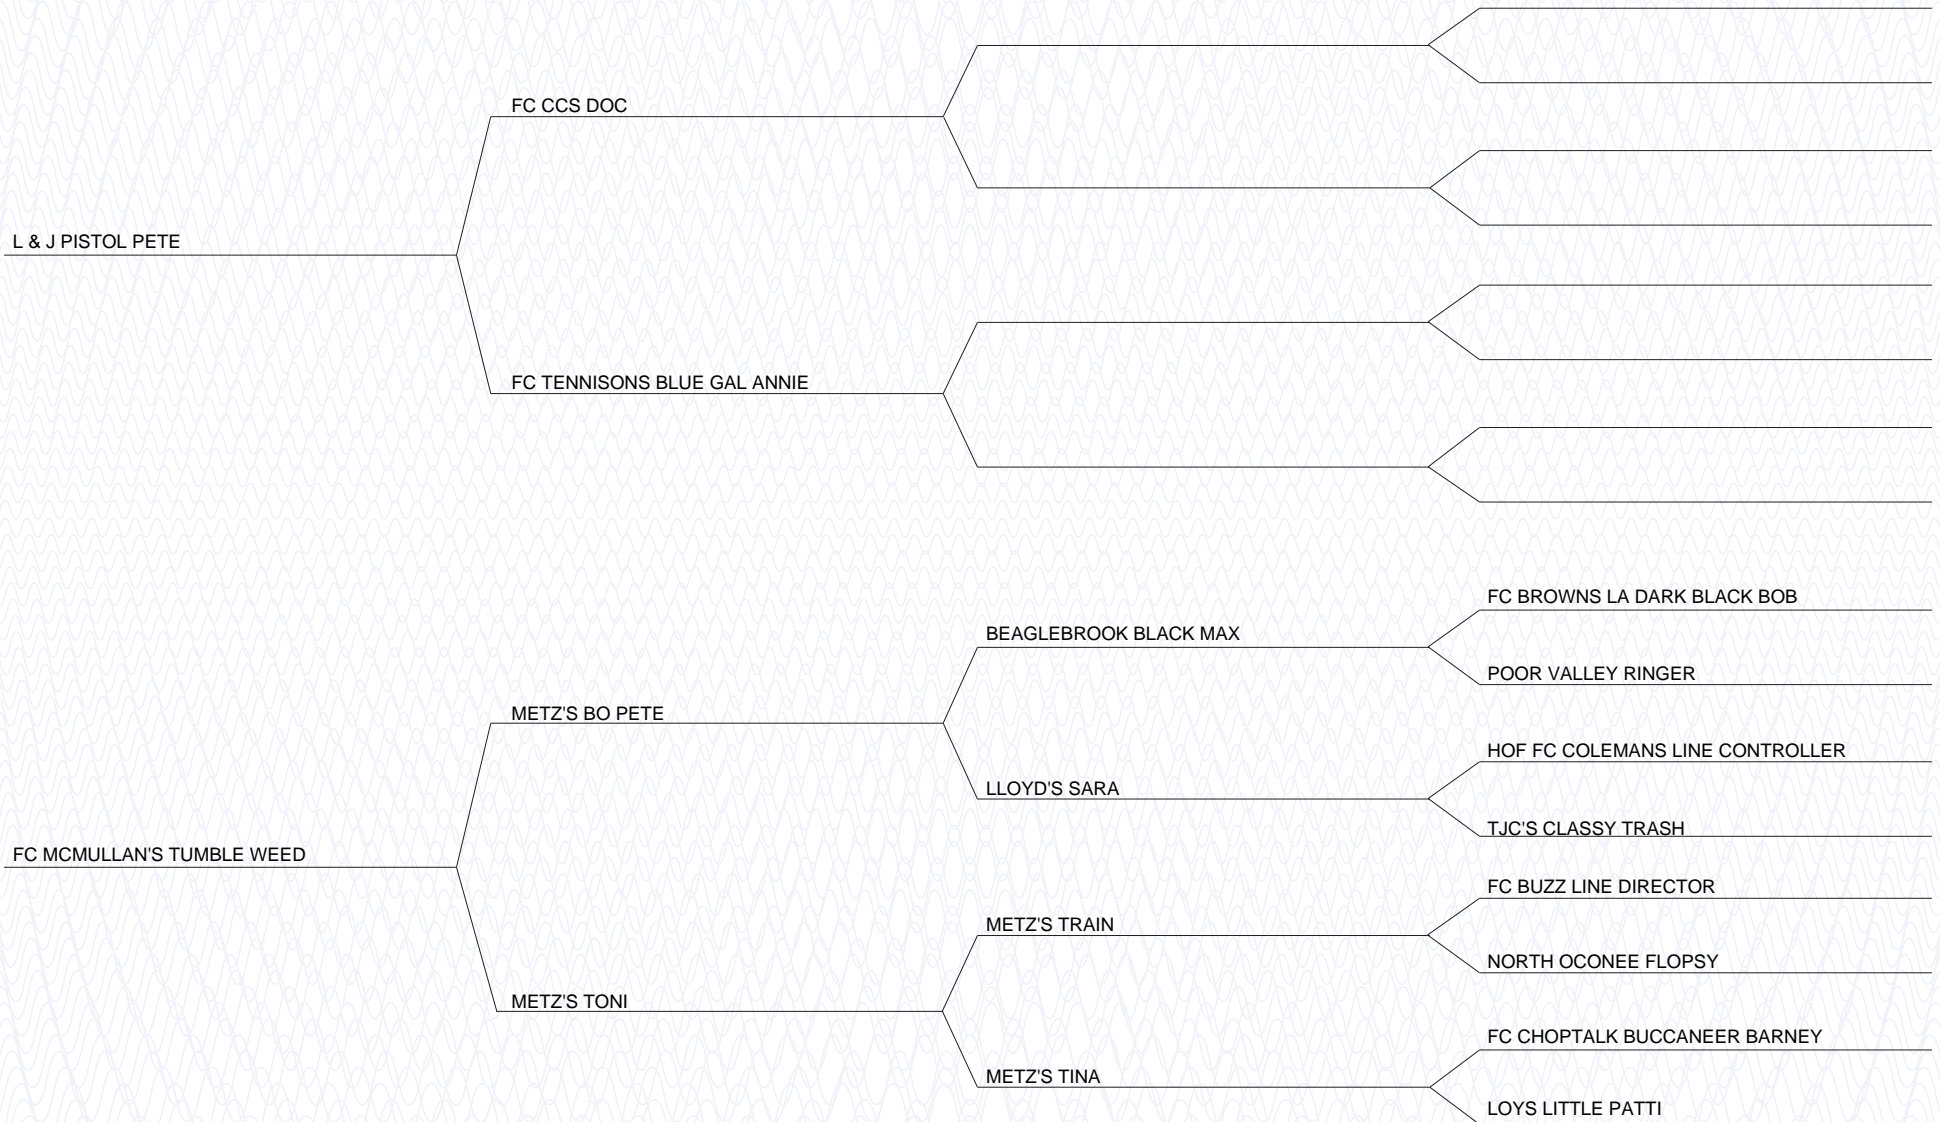 FC CCS DOC
L & J PISTOL PETE
FC TENNISONS BLUE GAL ANNIE
FC BROWNS LA DARK BLACK BOB
BEAGLEBROOK BLACK MAX
POOR VALLEY RINGER
METZ'S BO PETE
HOF FC COLEMANS LINE CONTROLLER
LLOYD'S SARA
TJC'S CLASSY TRASH
FC MCMULLAN'S TUMBLE WEED
FC BUZZ LINE DIRECTOR
METZ'S TRAIN
NORTH OCONEE FLOPSY
METZ'S TONI
FC CHOPTALK BUCCANEER BARNEY
METZ'S TINA
LOYS LITTLE PATTI